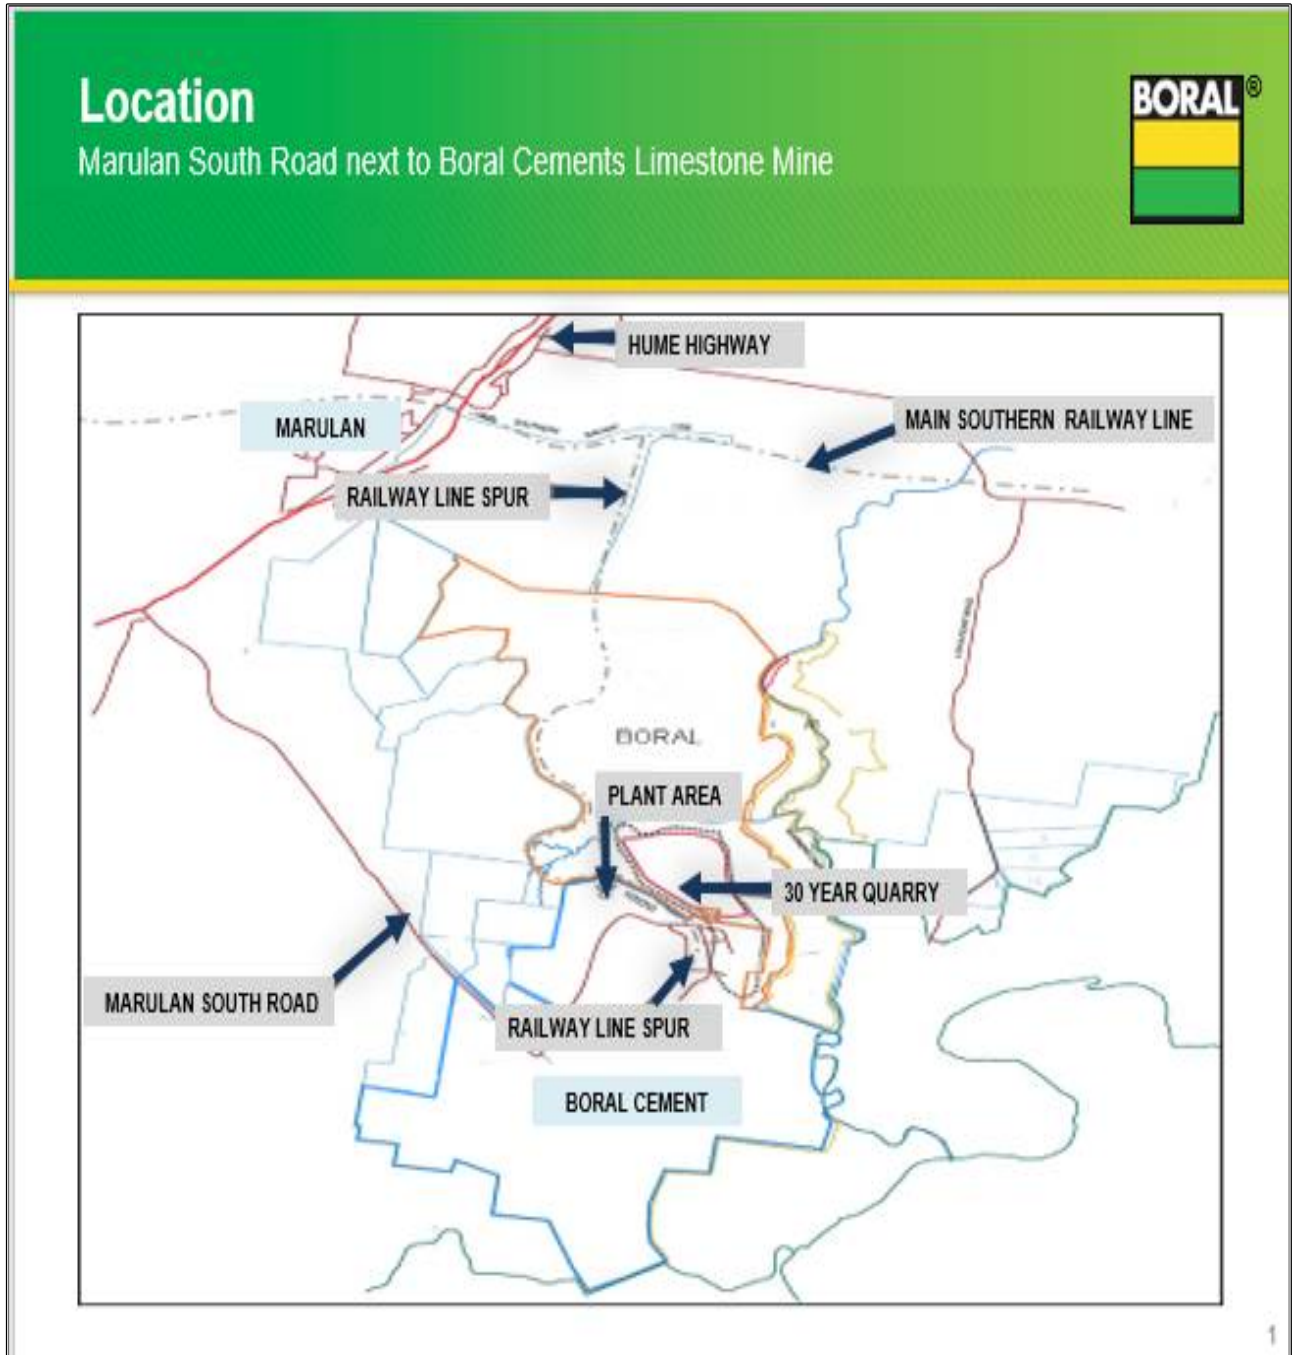 Location
Marulan South Road next to Boral Cements Limestone Mine
BORAL®
HUME HIGHWAY
MARULAN
MAIN SOUTHERN RAILWAY LINE
RAILWAY LINE SPUR
BORAL
PLANT AREA
30 YEAR QUARRY
MARULAN SOUTH ROAD
RAILWAY LINE SPUR
BORAL CEMENT
1